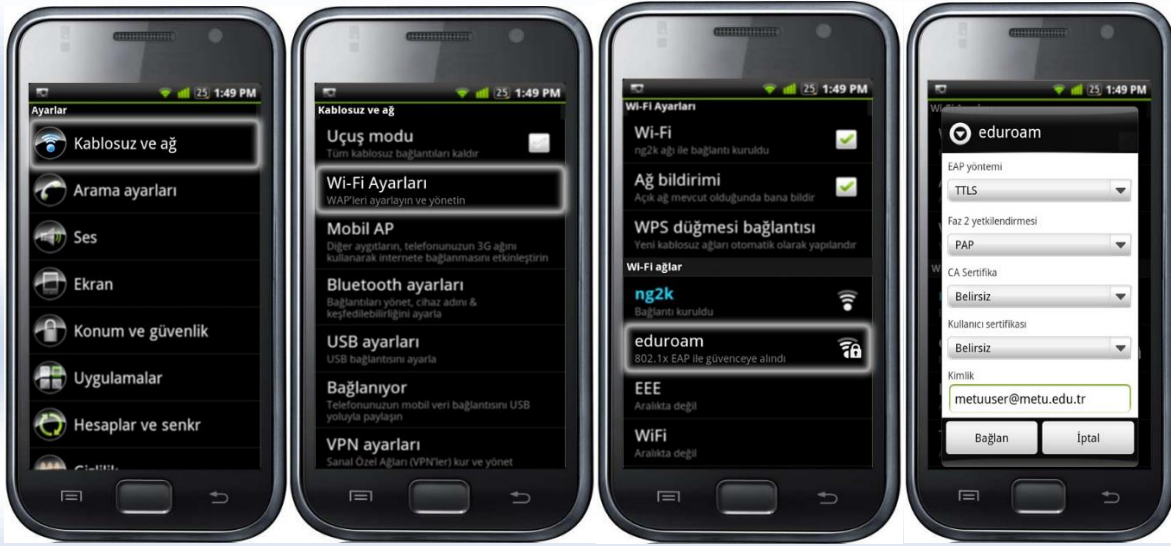 25 1:49 PM
Ayarlar
Kablosuz ve ağ
Arama ayarları
Ses
Ekran
Konum ve güvenlik
Uygulamalar
Hesaplar ve senkr
Gizlilik
25 1:49 PM
Kablosuz ve ağ
Uçuş modu
Tüm kablosuz bağlantıları kaldır
Wi-Fi Ayarları
WAP'leri ayarlayın ve yönetin
Mobil AP
Diğer aygıtların, telefonunuzun 3G ağını
kullanarak internete bağlanmasını etkinleştirin
Bluetooth ayarları
Bağlantıları yönet, cihaz adını &
keşfedilebilirliğini ayarla
USB ayarları
USB bağlantısını ayarla
Bağlanıyor
Telefonunuzun mobil veri bağlantısını USB
yoluyla paylaşın
VPN ayarları
Sanal Özel Ağları (VPN'ler) kur ve yönet
25 1:49 PM
Wi-Fi Ayarları
Wi-Fi
ng2k ağı ile bağlantı kuruldu
Ağ bildirimi
Açık ağ mevcut olduğunda bana bildir
WPS düğmesi bağlantısı
Yeni kablosuz ağları otomatik olarak yapılandır
Wi-Fi ağlar
ng2k
Bağlantı kuruldu
eduroam
802.1x EAP ile güvenceye alındı
EEE
Aralıkta değil
WiFi
Aralıkta değil
25 1:49 PM
eduroam
EAP yöntemi
TTLS
Faz 2 yetkilendirmesi
PAP
CA Sertifika
Belirsiz
Kullanıcı sertifikası
Belirsiz
Kimlik
metuuser@metu.edu.tr
Bağlan
İptal